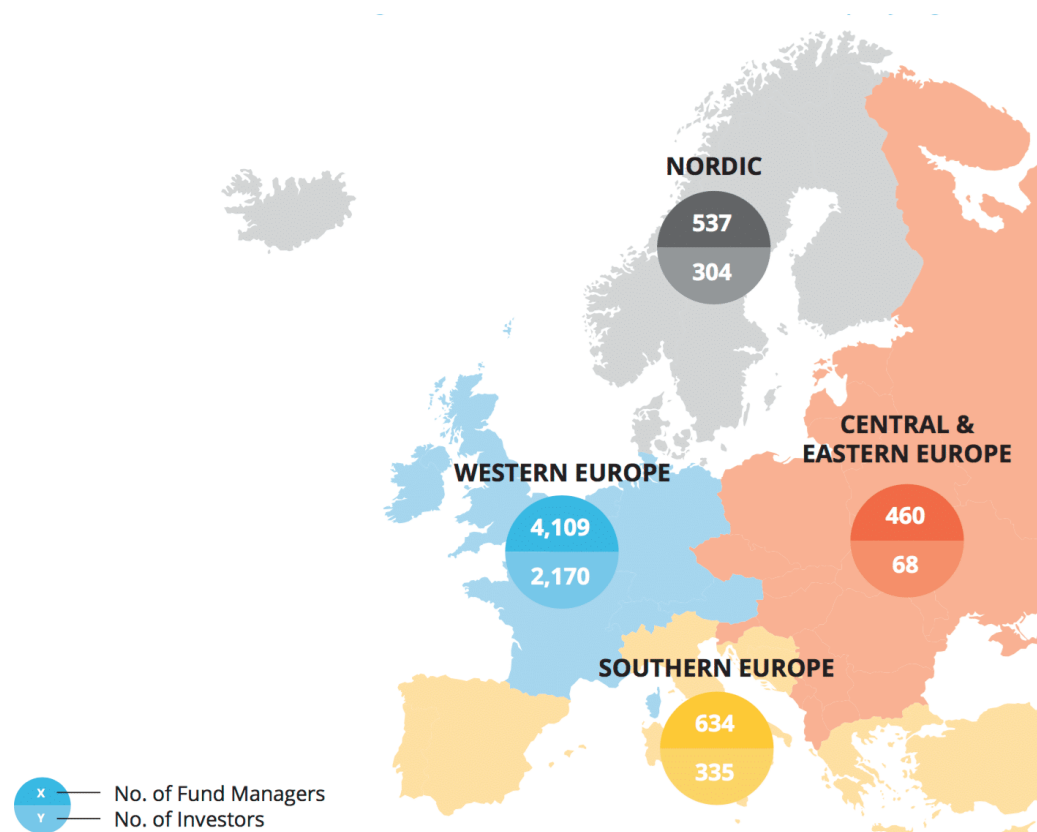 NORDIC
537
304
CENTRAL &
EASTERN EUROPE
460
68
WESTERN EUROPE
4,109
2,170
SOUTHERN EUROPE
634
335
X
No. of Fund Managers
Y
No. of Investors